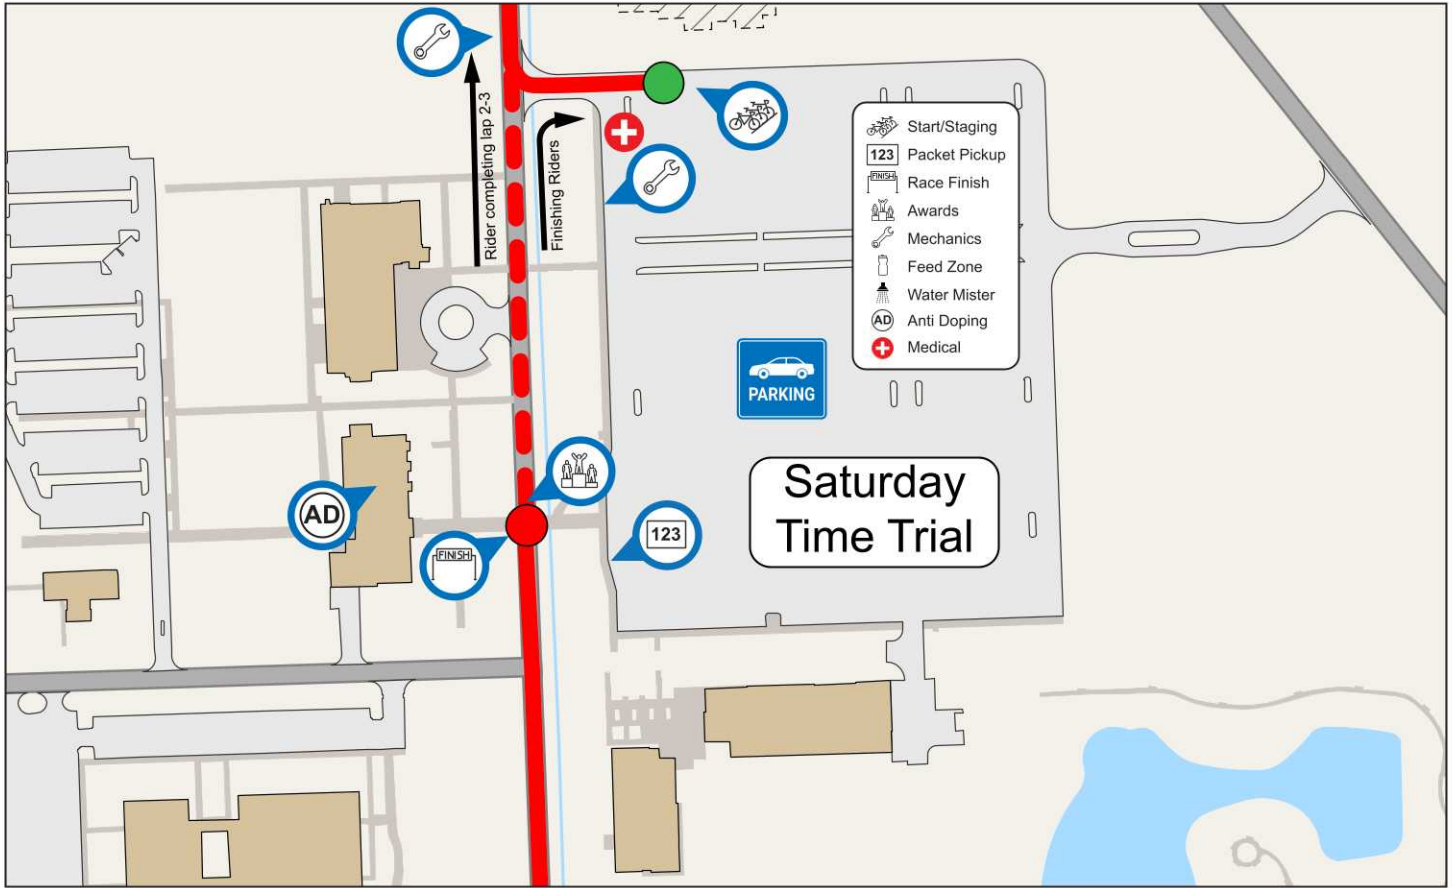 Rider completing lap 2-3
Finishing Riders
Start/Staging
123 Packet Pickup
FINISH Race Finish
Awards
Mechanics
Feed Zone
Water Mister
AD Anti Doping
Medical
PARKING
Saturday
Time Trial
AD
123
FINISH